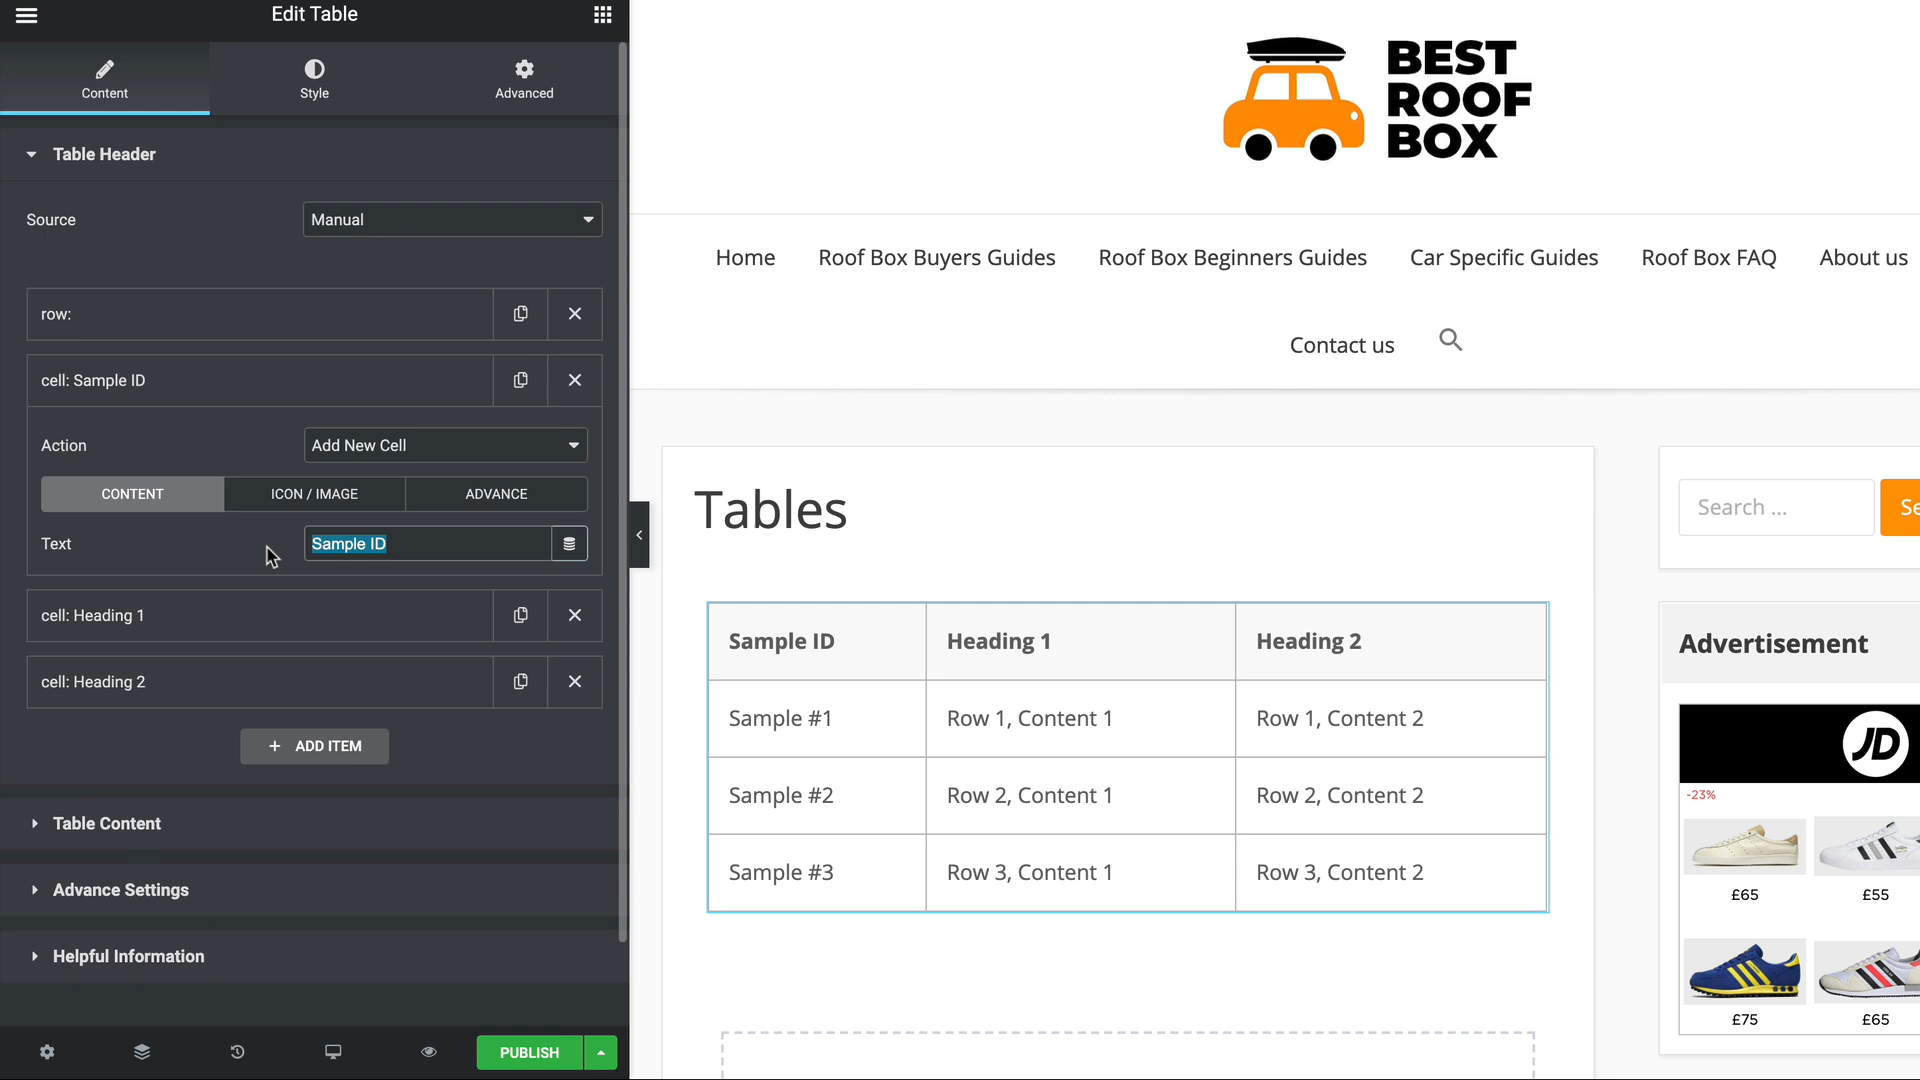 Edit Table
Content
Style
Advanced
Table Header
Source
Manual
row:
cell: Sample ID
Action
Add New Cell
CONTENT
ICON / IMAGE
ADVANCE
Text
Sample ID
cell: Heading 1
cell: Heading 2
+ ADD ITEM
Table Content
Advance Settings
Helpful Information
PUBLISH
BEST
ROOF
BOX
Home
Roof Box Buyers Guides
Roof Box Beginners Guides
Car Specific Guides
Roof Box FAQ
About us
Contact us
Tables
Sample ID
Heading 1
Heading 2
Sample #1
Row 1, Content 1
Row 1, Content 2
Sample #2
Row 2, Content 1
Row 2, Content 2
Sample #3
Row 3, Content 1
Row 3, Content 2
Search ...
Se
Advertisement
JD
-23%
£65
£55
£75
£65